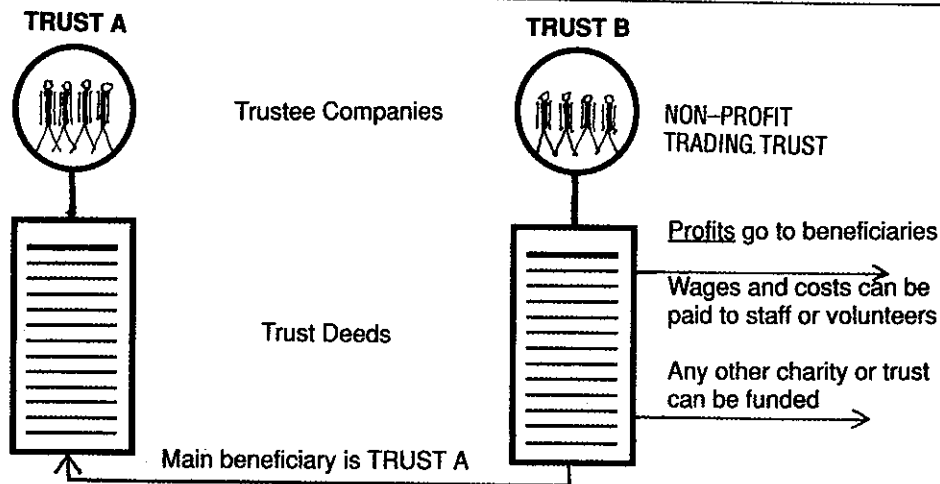 TRUST A
TRUST B
Trustee Companies
NON–PROFIT
TRADING. TRUST
Profits go to beneficiaries
Wages and costs can be
paid to staff or volunteers
Trust Deeds
Any other charity or trust
can be funded
Main beneficiary is TRUST A